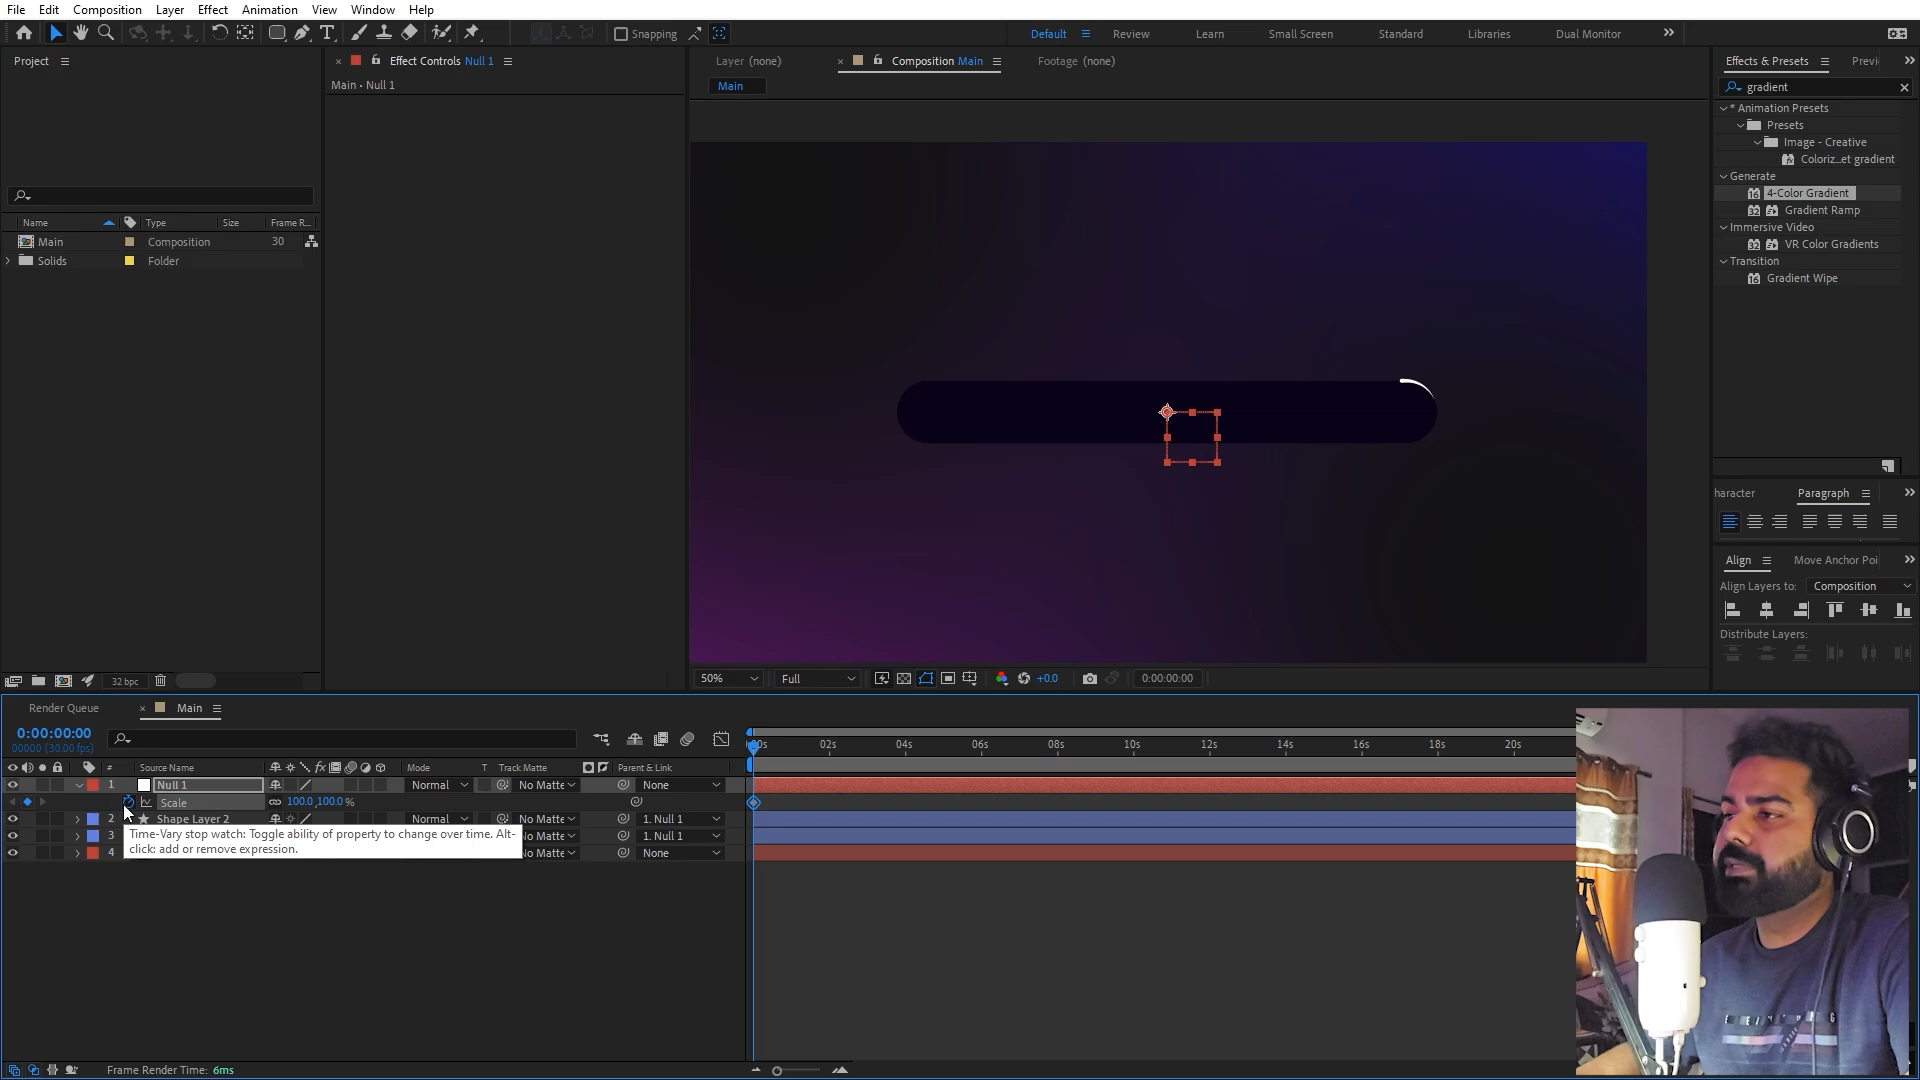 File Edit Composition Layer Effect Animation View Window Help
Snapping
Default Review Learn Small Screen Standard Libraries Dual Monitor
Project
Effect Controls Null 1
Main • Null 1
Layer (none)
Composition Main
Footage (none)
Main
Effects & Presets
gradient
* Animation Presets
Presets
Image - Creative
Coloriz...et gradient
Generate
4-Color Gradient
Gradient Ramp
Immersive Video
VR Color Gradients
Transition
Gradient Wipe
Name Type Size Frame R...
Main Composition 30
Solids Folder
32 bpc
50% Full +0.0 0:00:00:00
haracter Paragraph
Align Move Anchor Poi
Align Layers to: Composition
Distribute Layers:
Render Queue Main
0:00:00:00
00000 (30.00 fps)
00s 02s 04s 06s 08s 10s 12s 14s 16s 18s 20s
# Source Name Mode T Track Matte Parent & Link
1 Null 1 Normal No Matte None
Scale 100.0,100.0%
2 Shape Layer 2 Normal No Matte 1. Null 1
3 No Matte 1. Null 1
4 No Matte None
Time-Vary stop watch: Toggle ability of property to change over time. Alt-
click: add or remove expression.
Frame Render Time: 6ms